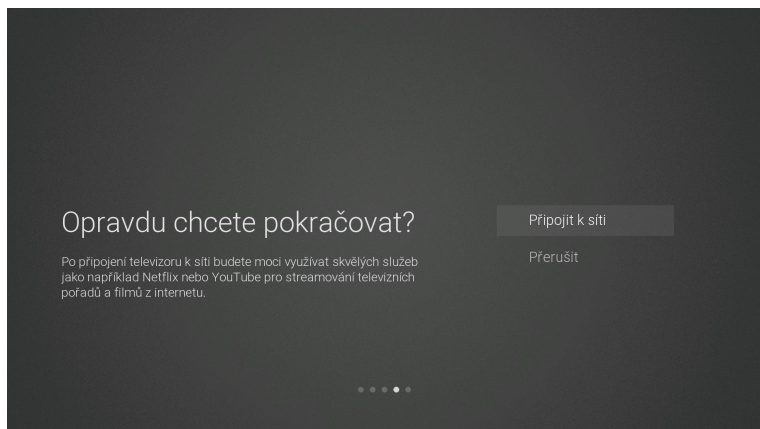 Opravdu chcete pokračovat?
Po připojení televizoru k síti budete moci využívat skvělých služeb
jako například Netflix nebo YouTube pro streamování televizních
pořadů a filmů z internetu.
Připojit k síti
Přerušit